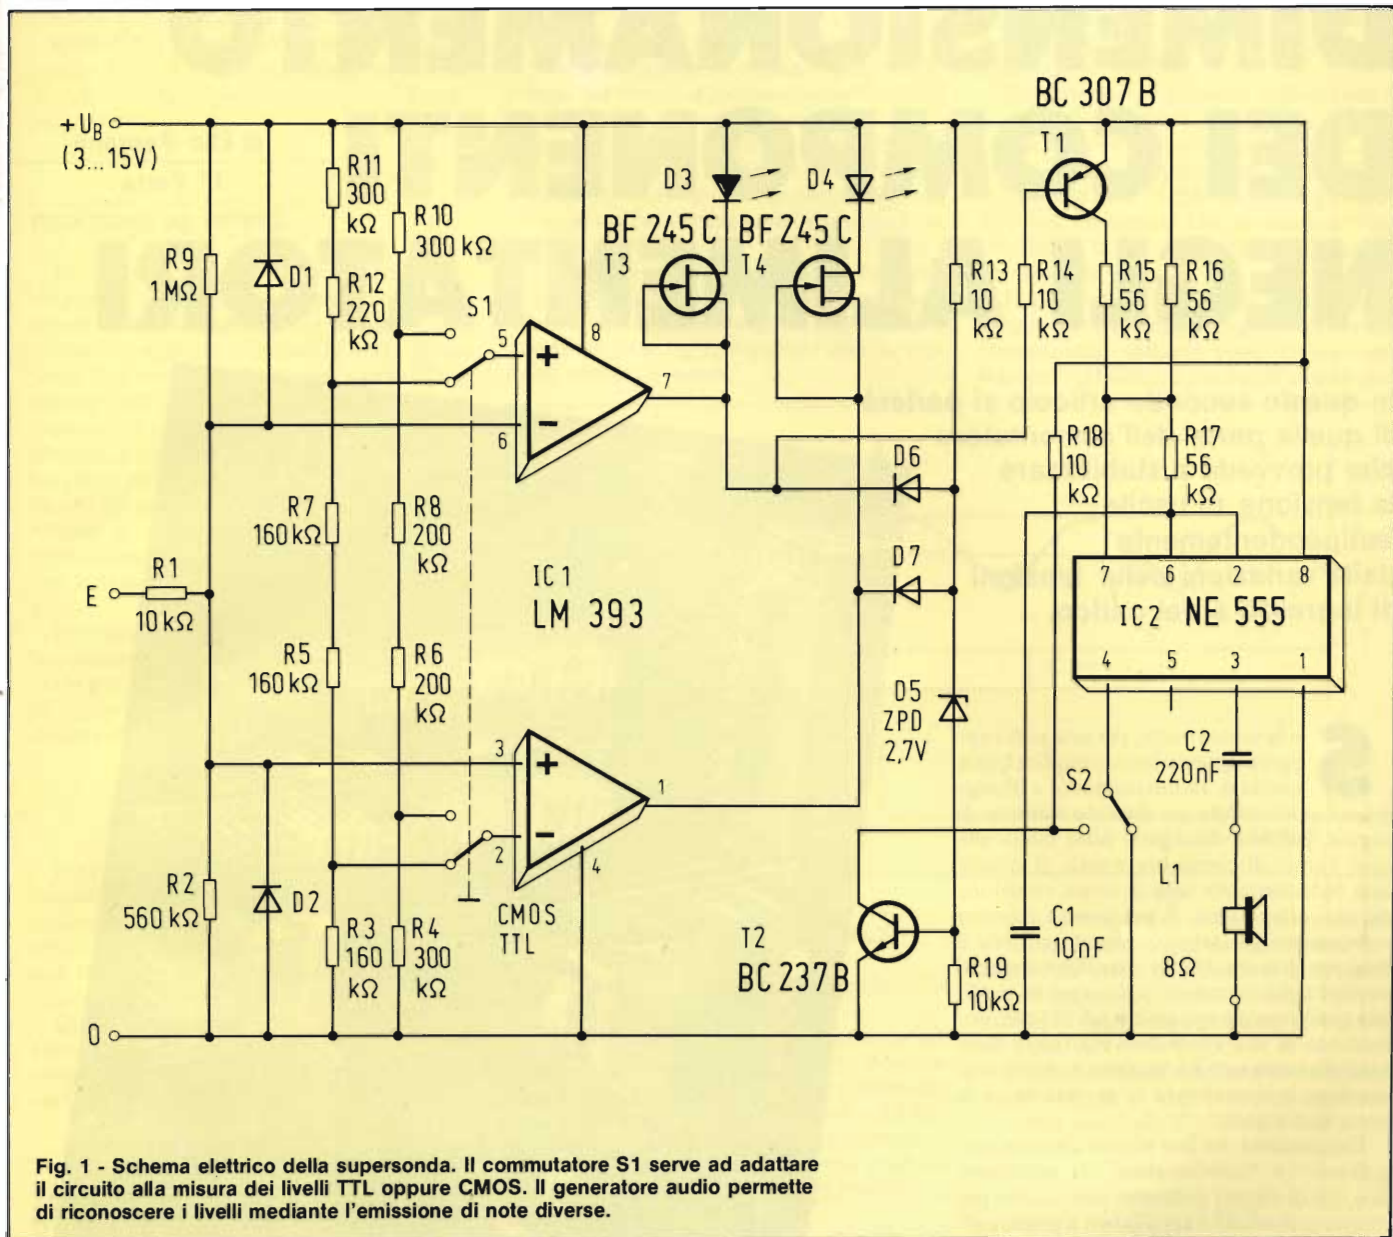 BC 307 B
+UB
(3...15V)
T1
R11
300
kΩ
D3
D4
R10
300 kΩ
BF 245 C
BF 245 C
T3
T4
R9
1MΩ
D1
R12
220
kΩ
S1
R13
10
kΩ
R14
10
kΩ
R15
56
kΩ
R16
56
kΩ
5
+
8
7
−
6
R18
10
kΩ
R17
56
kΩ
D6
R7
160 kΩ
R8
200
kΩ
IC 1
LM 393
D7
7
6
2
8
IC2 NE 555
4
5
3
1
R1
E
10 kΩ
R5
160 kΩ
R6
200
kΩ
D5
ZPD
2,7V
3
+
1
−
2
4
C2
220nF
S2
R2
560 kΩ
D2
R3
160
kΩ
R4
300
kΩ
CMOS
TTL
T2
BC 237 B
R19
10kΩ
C1
10nF
L1
8Ω
0
Fig. 1 - Schema elettrico della supersonda. Il commutatore S1 serve ad adattare
il circuito alla misura dei livelli TTL oppure CMOS. Il generatore audio permette
di riconoscere i livelli mediante l'emissione di note diverse.